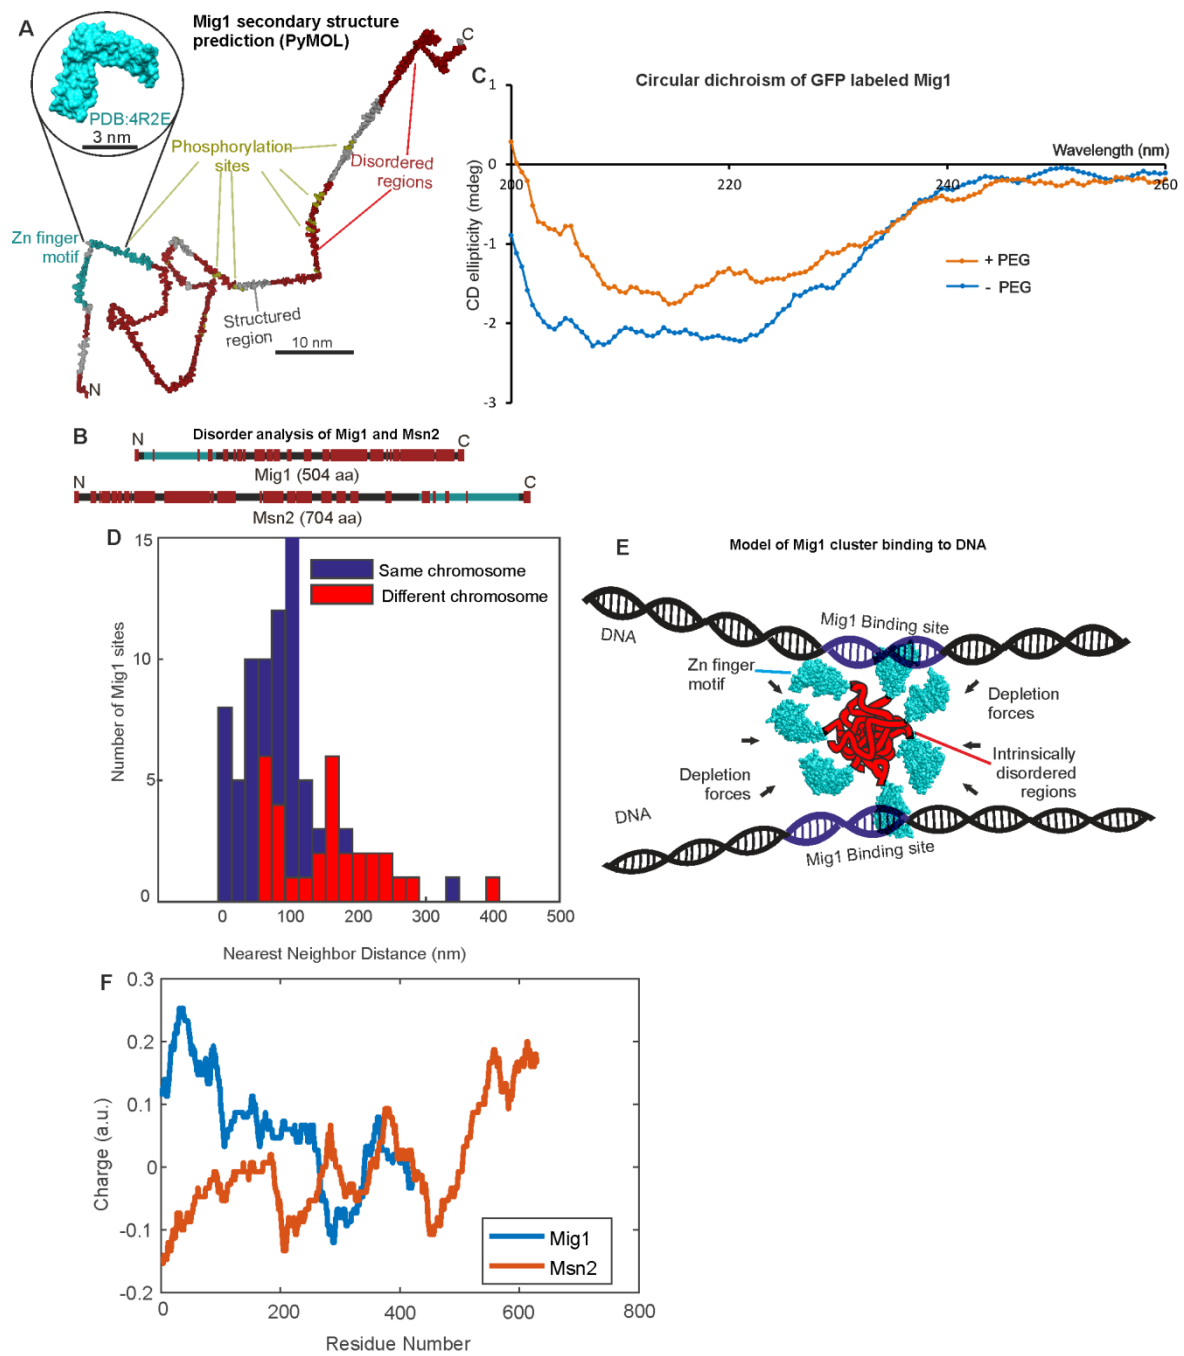 A
Mig1 secondary structure
prediction (PyMOL)
PDB:4R2E
3 nm
Phosphorylation
sites
Disordered
regions
Zn finger
motif
Structured
region
10 nm
N
C
C
Circular dichroism of GFP labeled Mig1
Wavelength (nm)
CD ellipticity (mdeg)
1
0
-1
-2
-3
200
220
240
260
+ PEG
- PEG
B
Disorder analysis of Mig1 and Msn2
N
C
Mig1 (504 aa)
N
C
Msn2 (704 aa)
D
Number of Mig1 sites
15
10
5
0
Same chromosome
Different chromosome
0
100
200
300
400
500
Nearest Neighbor Distance (nm)
E
Model of Mig1 cluster binding to DNA
DNA
Mig1 Binding site
Zn finger
motif
Depletion
forces
Intrinsically
disordered
regions
Depletion
forces
DNA
Mig1 Binding site
F
Charge (a.u.)
0.3
0.2
0.1
0
-0.1
-0.2
0
200
400
600
800
Mig1
Msn2
Residue Number